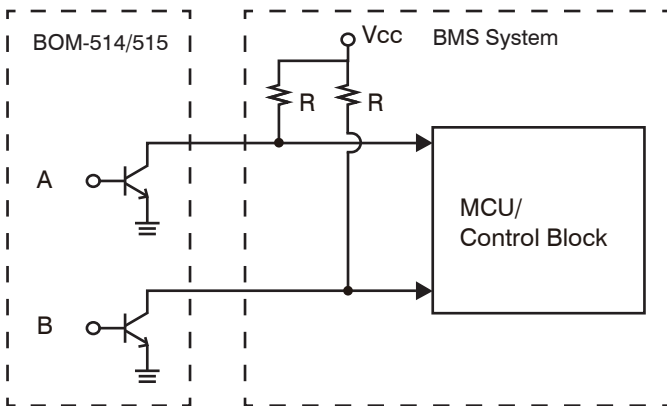 BOM-514/515
Vcc
BMS System
R
R
A
MCU/
Control Block
B